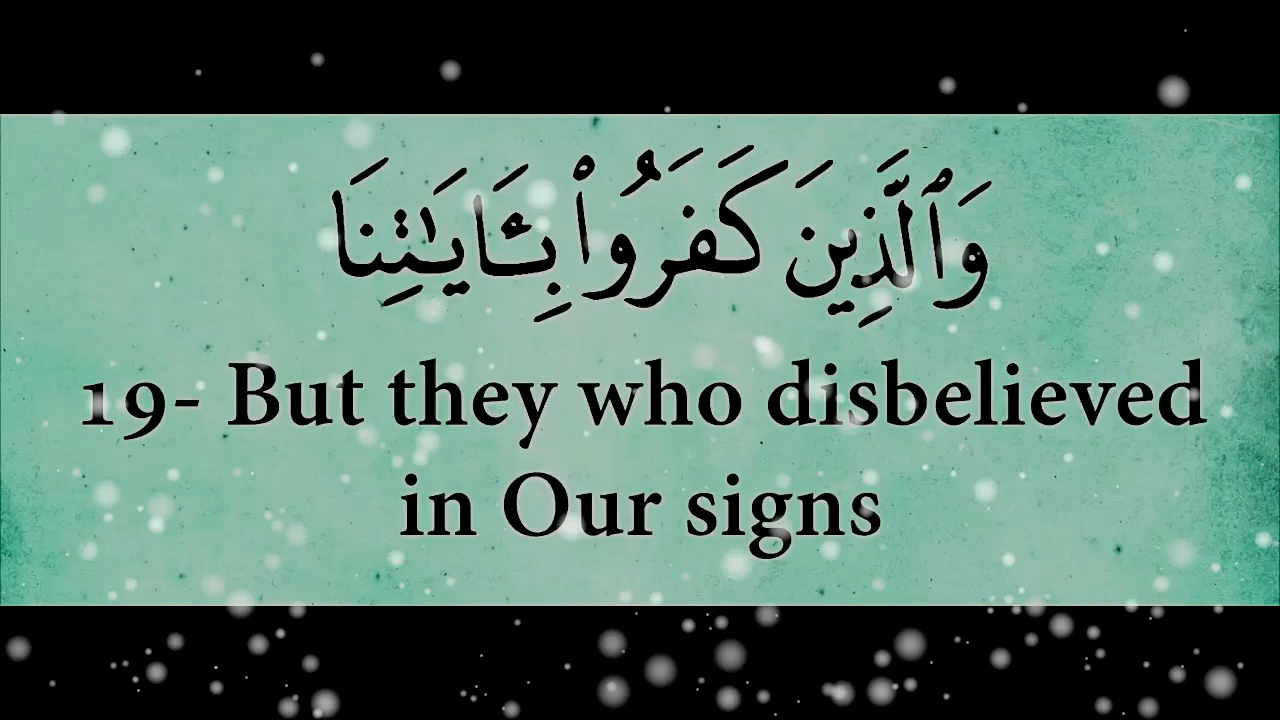 وَٱلَّذِينَ كَفَرُوا۟ بِـَٔايَـٰتِنَا
19- But they who disbelieved
in Our signs